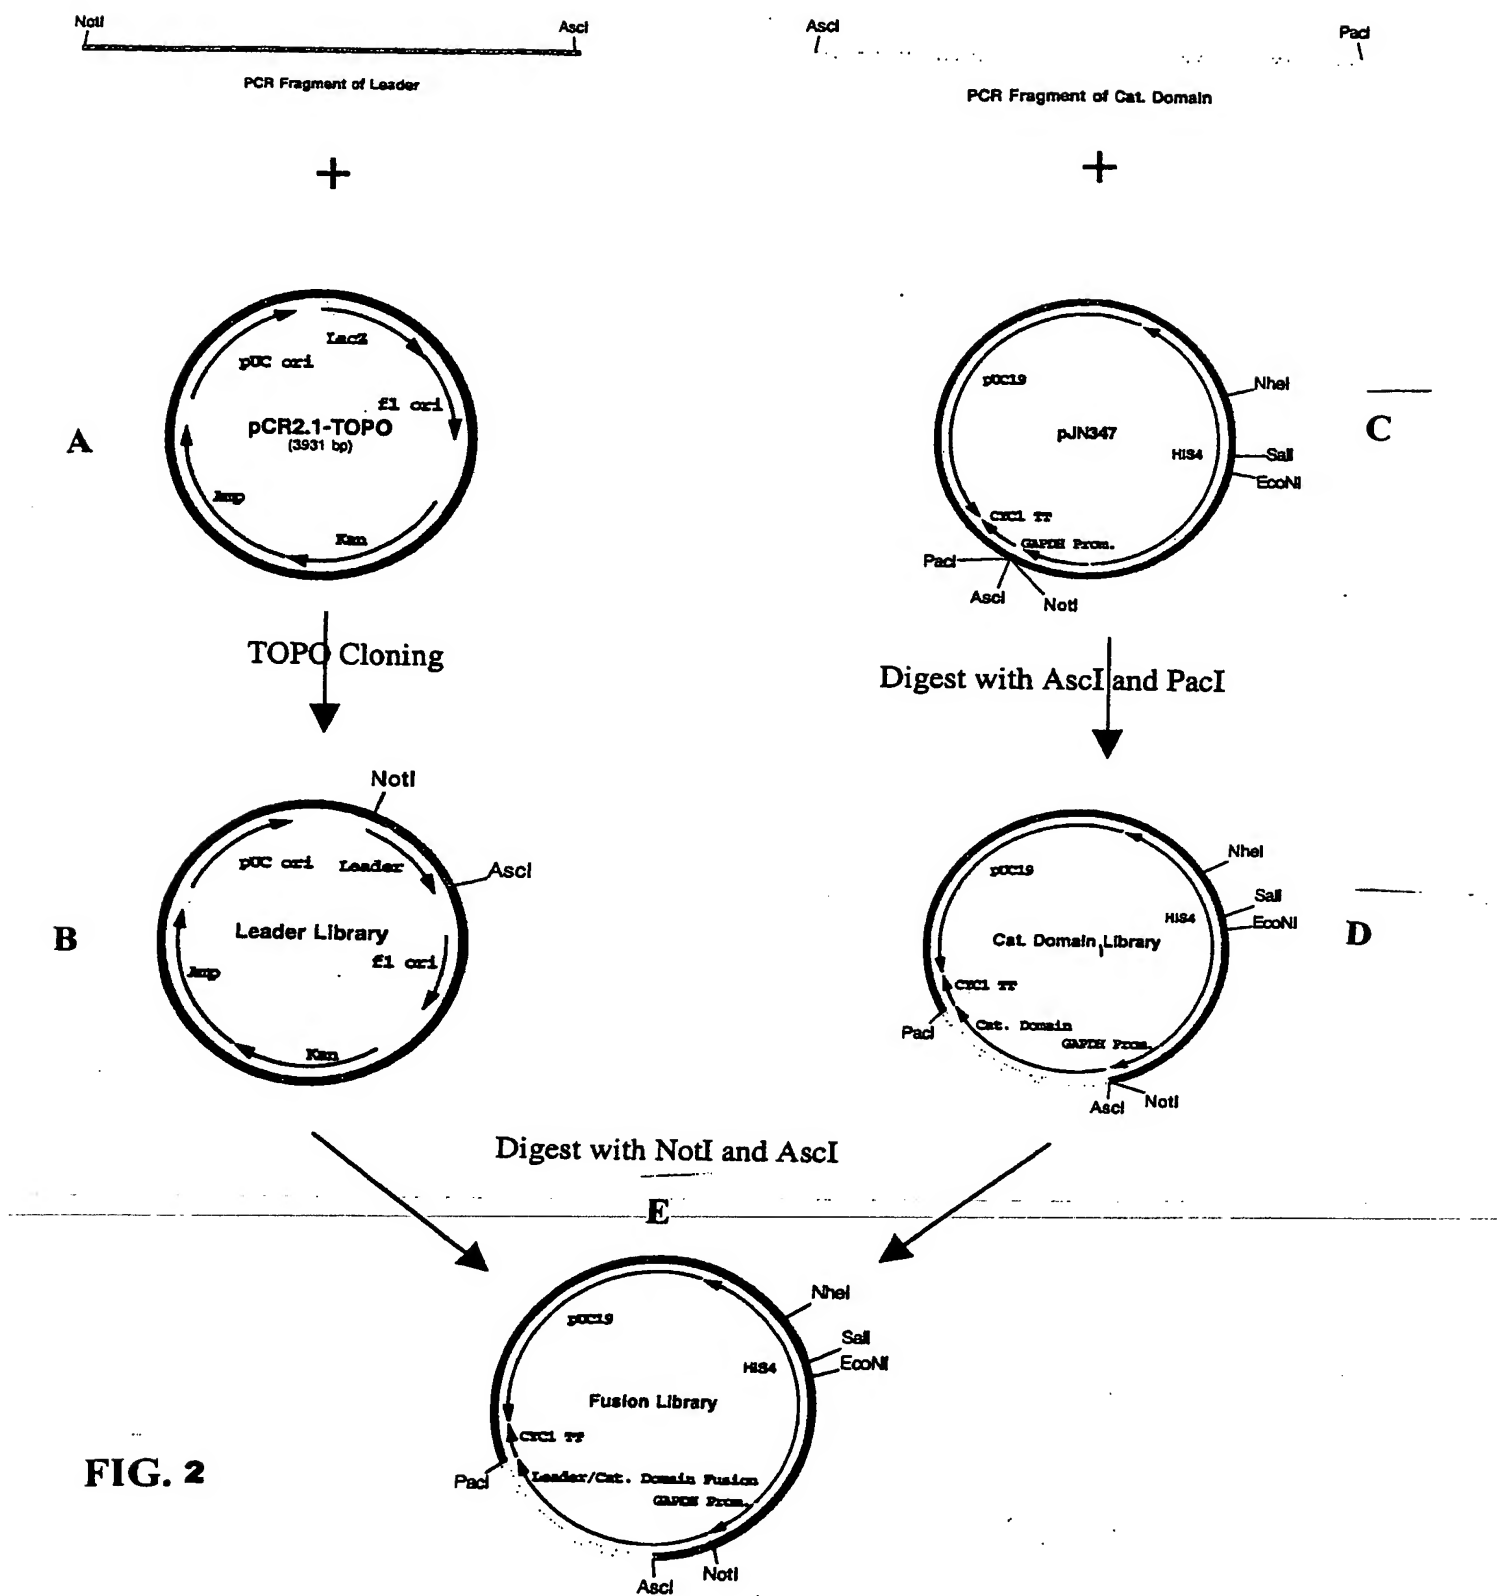 NotI
AscI
PCR Fragment of Leader
+
AscI
PacI
PCR Fragment of Cat. Domain
+
A
pUC ori
LacZ
f1 ori
pCR2.1-TOPO
(3931 bp)
Amp
Kan
C
pUC19
pJN347
NheI
HIS4
SalI
EcoNI
CYC1 TT
GAPDH Prom.
PacI
AscI
NotI
TOPO Cloning
Digest with AscI and PacI
B
NotI
pUC ori
Leader
AscI
Leader Library
f1 ori
Amp
Kan
D
pUC19
NheI
SalI
HIS4
EcoNI
Cat. Domain Library
CYC1 TT
PacI
Cat. Domain
GAPDH Prom.
AscI
NotI
Digest with NotI and AscI
E
NheI
pUC19
SalI
HIS4
EcoNI
Fusion Library
CYC1 TT
PacI
Leader/Cat. Domain Fusion
GAPDH Prom.
NotI
AscI
FIG. 2